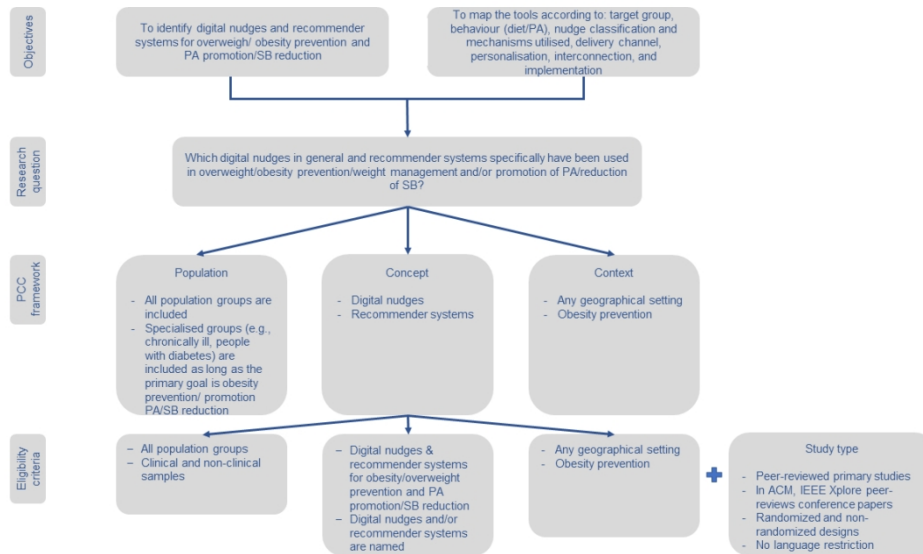 Objectives
To identify digital nudges and recommender
systems for overweigh/ obesity prevention and
PA promotion/SB reduction
To map the tools according to: target group,
behaviour (diet/PA), nudge classification and
mechanisms utilised, delivery channel,
personalisation, interconnection, and
implementation
Research
question
Which digital nudges in general and recommender systems specifically have been used
in overweight/obesity prevention/weight management and/or promotion of PA/reduction
of SB?
PCC
framework
Population
- All population groups are
included
- Specialised groups (e.g.,
chronically ill, people
with diabetes) are
included as long as the
primary goal is obesity
prevention/ promotion
PA/SB reduction
Concept
- Digital nudges
- Recommender systems
Context
- Any geographical setting
- Obesity prevention
Eligibility
criteria
– All population groups
– Clinical and non-clinical
samples
– Digital nudges &
recommender systems
for obesity/overweight
prevention and PA
promotion/SB reduction
– Digital nudges and/or
recommender systems
are named
- Any geographical setting
- Obesity prevention
Study type
- Peer-reviewed primary studies
- In ACM, IEEE Xplore peer-
reviews conference papers
- Randomized and non-
randomized designs
- No language restriction